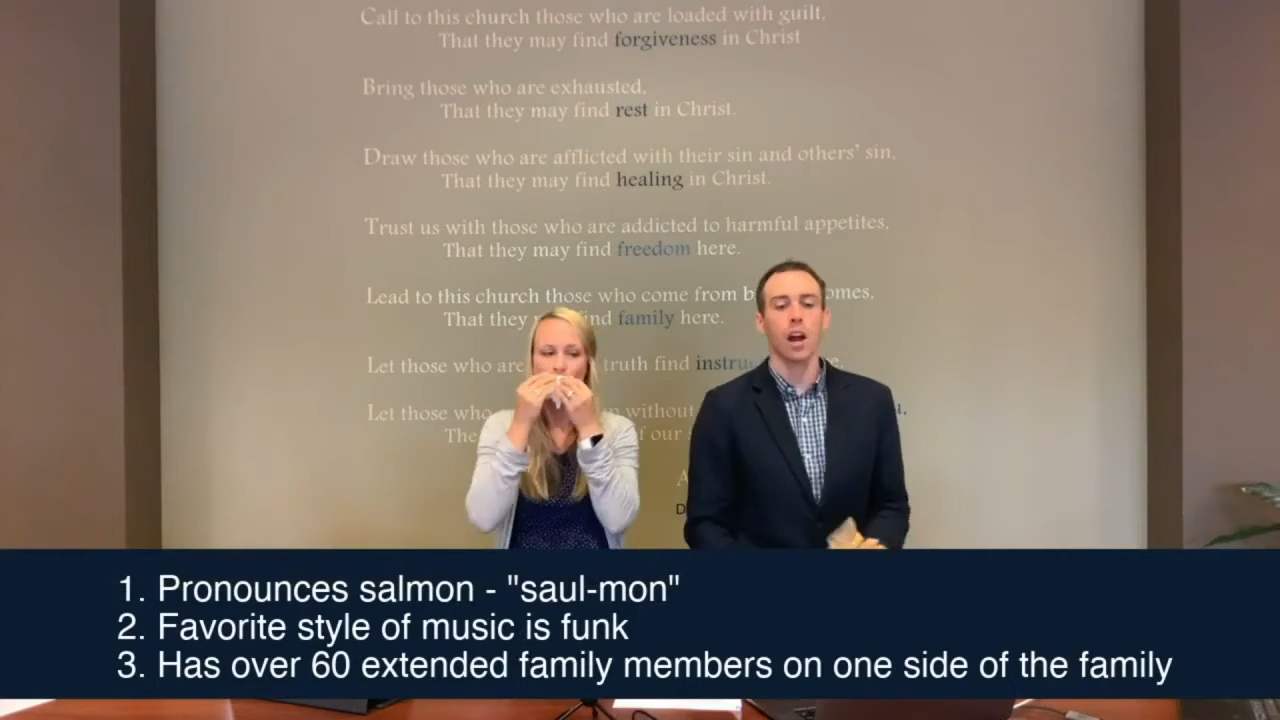 Call to this church those who are loaded with guilt,
That they may find forgiveness in Christ
Bring those who are exhausted,
That they may find rest in Christ.
Draw those who are afflicted with their sin and others' sin,
That they may find healing in Christ.
Trust us with those who are addicted to harmful appetites,
That they may find freedom here.
Lead to this church those who come from
That they find family here.
Let those who are truth find
Let those who without
of our
1. Pronounces salmon - "saul-mon"
2. Favorite style of music is funk
3. Has over 60 extended family members on one side of the family